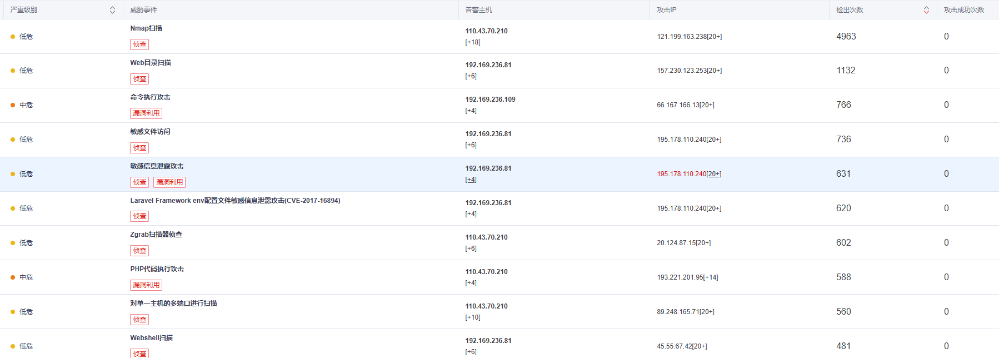 严重级别 威胁事件 告警主机 攻击IP 检出次数 攻击成功次数
低危 Nmap扫描 侦查 110.43.70.210 [+18] 121.199.163.238[20+] 4963 0
低危 Web目录扫描 侦查 192.169.236.81 [+6] 157.230.123.253[20+] 1132 0
中危 命令执行攻击 漏洞利用 192.169.236.109 [+4] 66.167.166.13[20+] 766 0
低危 敏感文件访问 侦查 192.169.236.81 [+6] 195.178.110.240[20+] 736 0
低危 敏感信息泄露攻击 侦查 漏洞利用 192.169.236.81 [+4] 195.178.110.240[20+] 631 0
低危 Laravel Framework env配置文件敏感信息泄露攻击(CVE-2017-16894) 侦查 192.169.236.81 [+4] 195.178.110.240[20+] 620 0
低危 Zgrab扫描器侦查 侦查 110.43.70.210 [+6] 20.124.87.15[20+] 602 0
中危 PHP代码执行攻击 漏洞利用 110.43.70.210 [+4] 193.221.201.95[+14] 588 0
低危 对单一主机的多端口进行扫描 侦查 110.43.70.210 [+10] 89.248.165.71[20+] 560 0
低危 Webshell扫描 侦查 192.169.236.81 [+6] 45.55.67.42[20+] 481 0